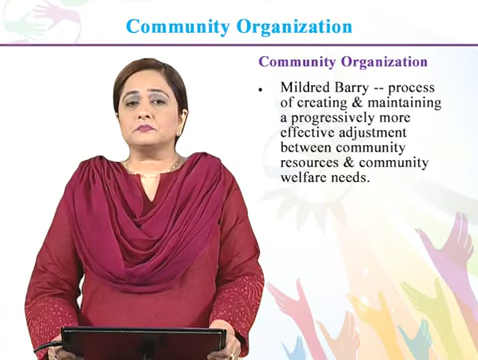 Community Organization
Community Organization
• Mildred Barry -- process
of creating & maintaining
a progressively more
effective adjustment
between community
resources & community
welfare needs.